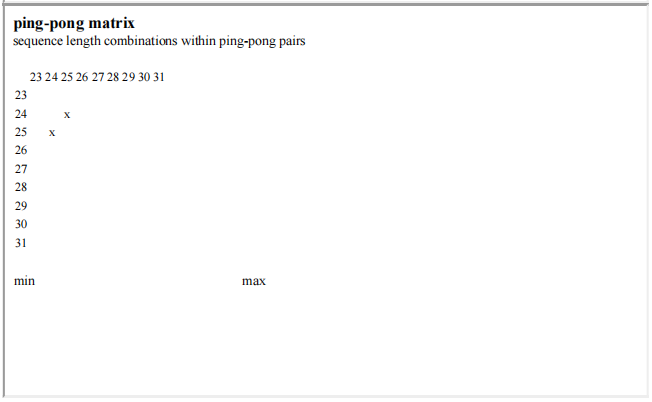 ping-pong matrix
sequence length combinations within ping-pong pairs
23 24 25 26 27 28 29 30 31
23
24 x
25 x
26
27
28
29
30
31
min max